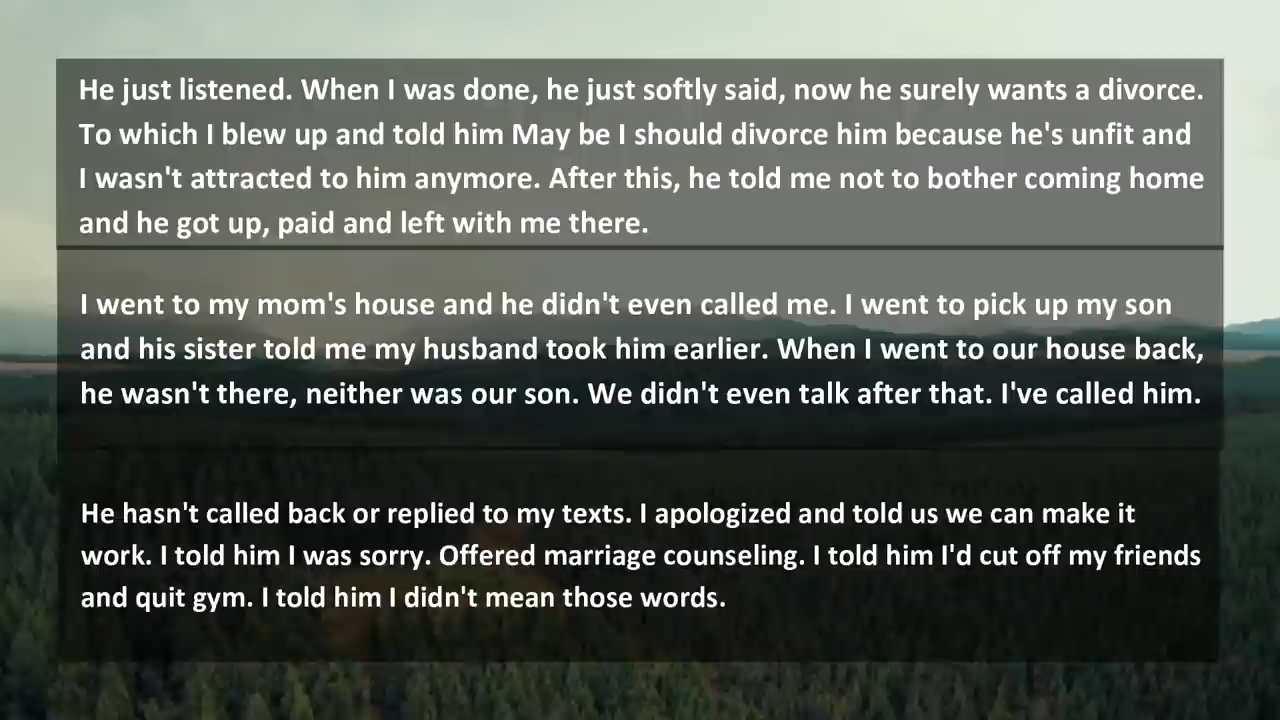 He just listened. When I was done, he just softly said, now he surely wants a divorce.
To which I blew up and told him May be I should divorce him because he's unfit and
I wasn't attracted to him anymore. After this, he told me not to bother coming home
and he got up, paid and left with me there.
I went to my mom's house and he didn't even called me. I went to pick up my son
and his sister told me my husband took him earlier. When I went to our house back,
he wasn't there, neither was our son. We didn't even talk after that. I've called him.
He hasn't called back or replied to my texts. I apologized and told us we can make it
work. I told him I was sorry. Offered marriage counseling. I told him I'd cut off my friends
and quit gym. I told him I didn't mean those words.